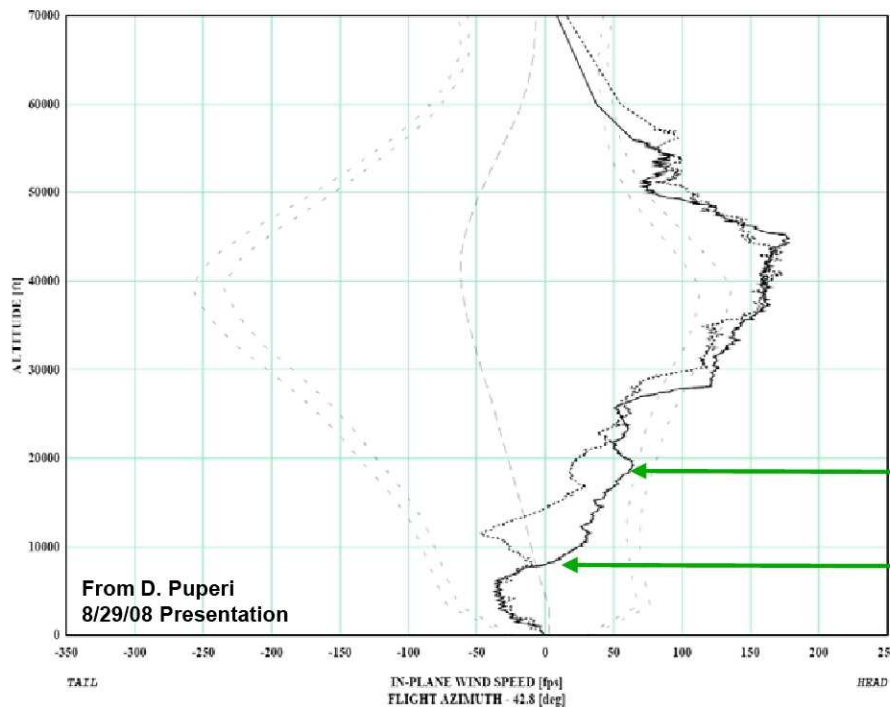 70000
60000
50000
40000
30000
20000
10000
0
ALTITUDE [ft]
From D. Puperi
8/29/08 Presentation
-350 -300 -250 -200 -150 -100 -50 0 50 100 150 200 25
TAIL IN-PLANE WIND SPEED [fps] HEAD
FLIGHT AZIMUTH - 42.8 [deg]